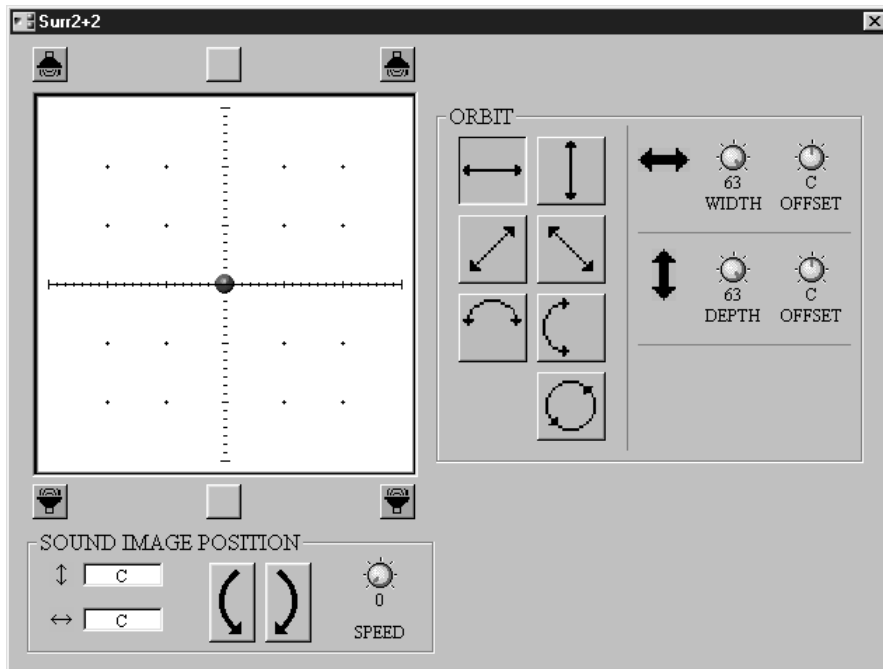 Surr2+2
ORBIT
63
C
WIDTH
OFFSET
63
C
DEPTH
OFFSET
SOUND IMAGE POSITION
C
C
0
SPEED